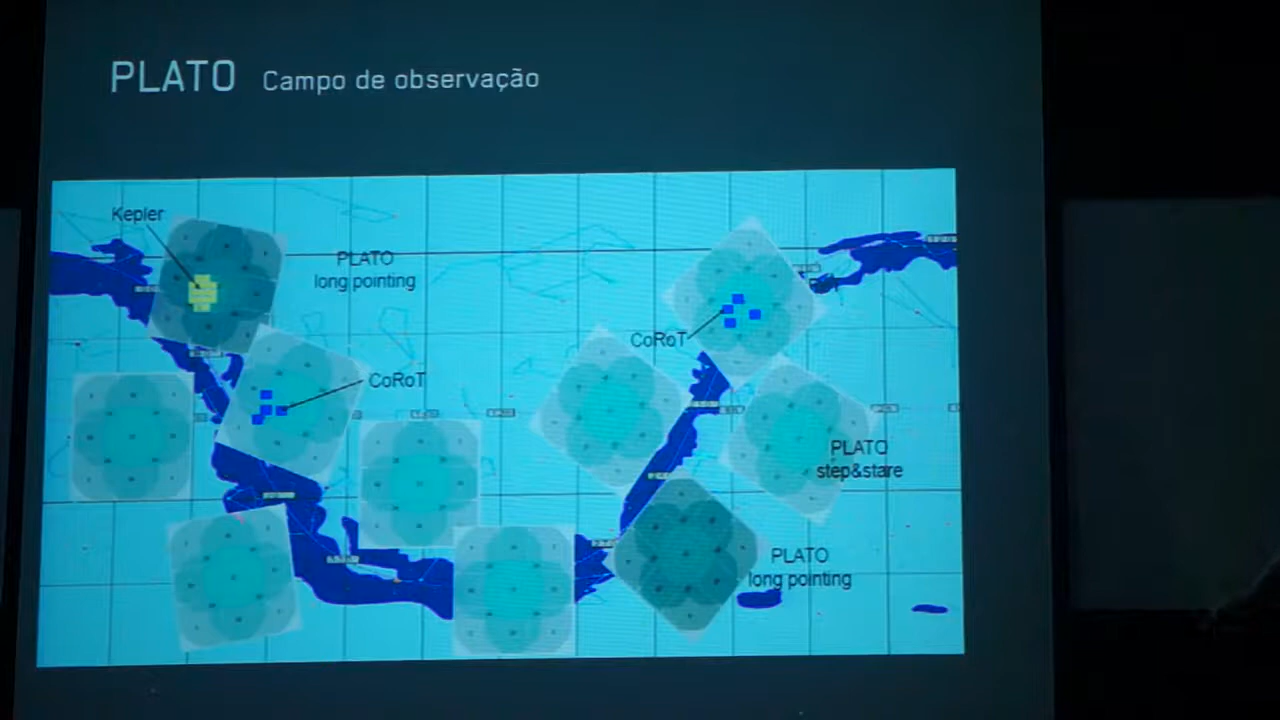 PLATO Campo de observação
Kepler
PLATO
long pointing
CoRoT
CoRoT
PLATO
step&stare
PLATO
long pointing